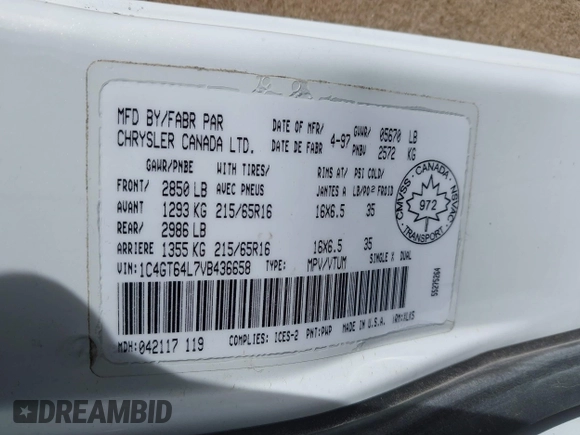 MFD BY/FABR PAR
CHRYSLER CANADA LTD.
DATE OF MFR/
DATE DE FABR
4-97
GVWR/ 05670 LB
PNBV 2572 KG
GAWR/PNBE WITH TIRES/ RIMS AT/ PSI COLD/
FRONT/ 2850 LB AVEC PNEUS JANTES A LB/PO2 FROID
AVANT 1293 KG 215/65R16 16X6.5 35
REAR/ 2986 LB
ARRIERE 1355 KG 215/65R16 16X6.5 35
VIN: 1C4GT64L7VB436658 TYPE: MPV/VTUM SINGLE X DUAL
MDH: 042117 119 COMPLIES: ICES-2 PNT: PWP MADE IN U.S.A.
CMVSS · CANADA · NSVAC
972
TRANSPORT
55275264
DREAMBID